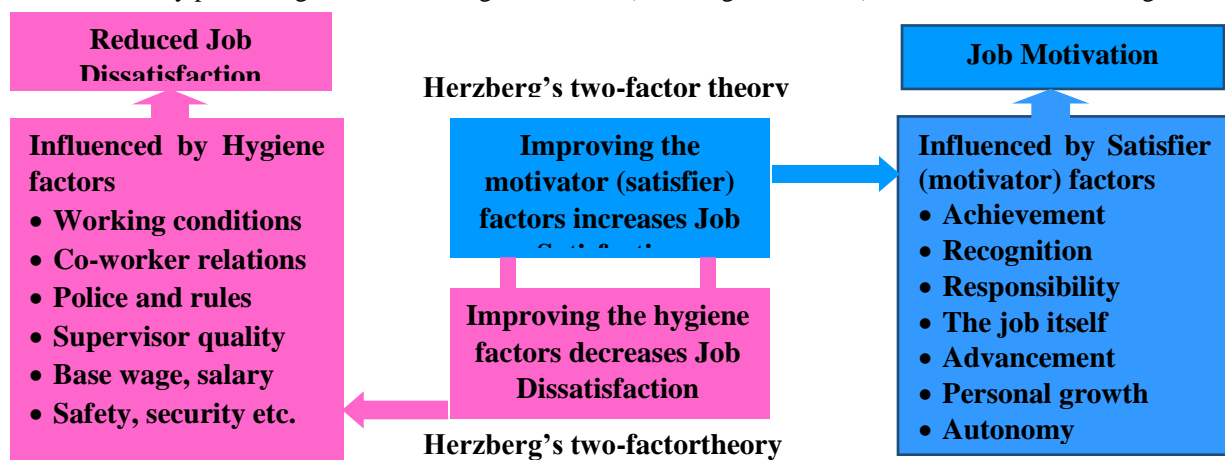 Reduced Job
Dissatisfaction
Job Motivation
Herzberg's two-factor theory
Influenced by Hygiene
factors
• Working conditions
• Co-worker relations
• Police and rules
• Supervisor quality
• Base wage, salary
• Safety, security etc.
Improving the
motivator (satisfier)
factors increases Job
Satisfaction
Improving the hygiene
factors decreases Job
Dissatisfaction
Influenced by Satisfier
(motivator) factors
• Achievement
• Recognition
• Responsibility
• The job itself
• Advancement
• Personal growth
• Autonomy
Herzberg's two-factortheory